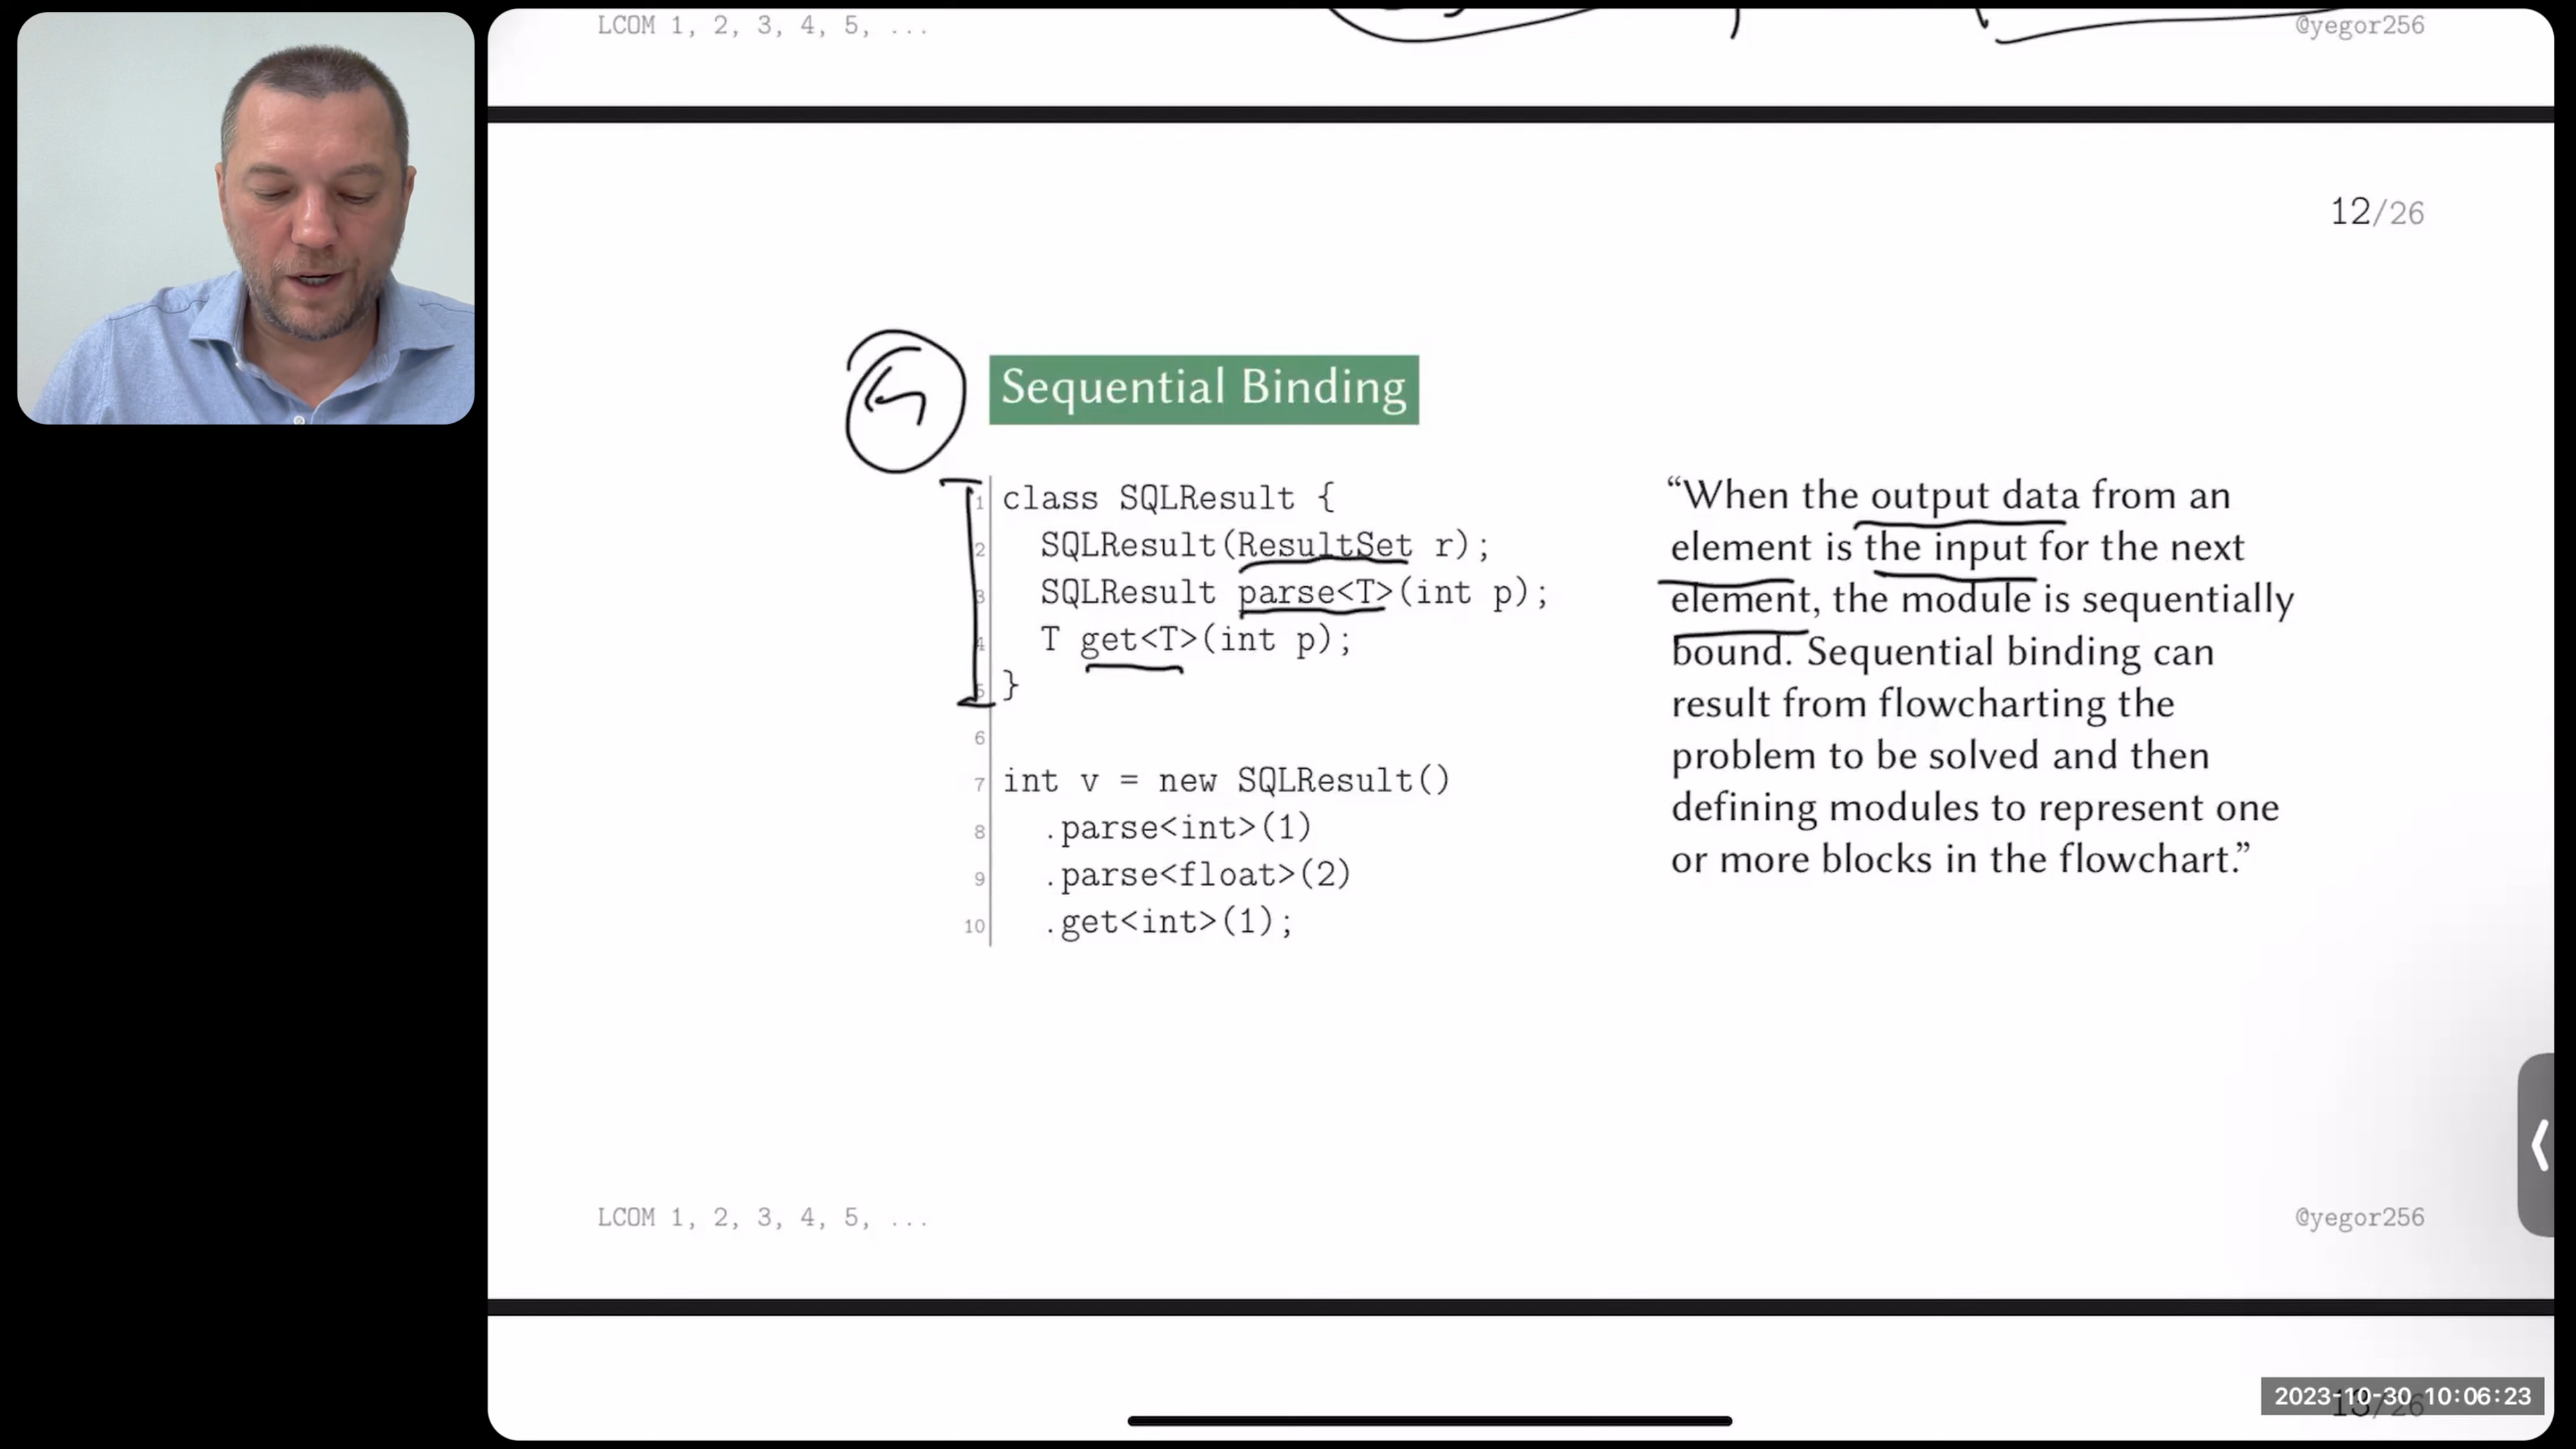 LCOM 1, 2, 3, 4, 5, ...
@yegor256
12/26
Sequential Binding
1 class SQLResult {
2 SQLResult(ResultSet r);
3 SQLResult parse<T>(int p);
4 T get<T>(int p);
5 }
6
7 int v = new SQLResult()
8 .parse<int>(1)
9 .parse<float>(2)
10 .get<int>(1);
“When the output data from an
element is the input for the next
element, the module is sequentially
bound. Sequential binding can
result from flowcharting the
problem to be solved and then
defining modules to represent one
or more blocks in the flowchart.”
LCOM 1, 2, 3, 4, 5, ...
@yegor256
13/26
2023-10-30 10:06:23